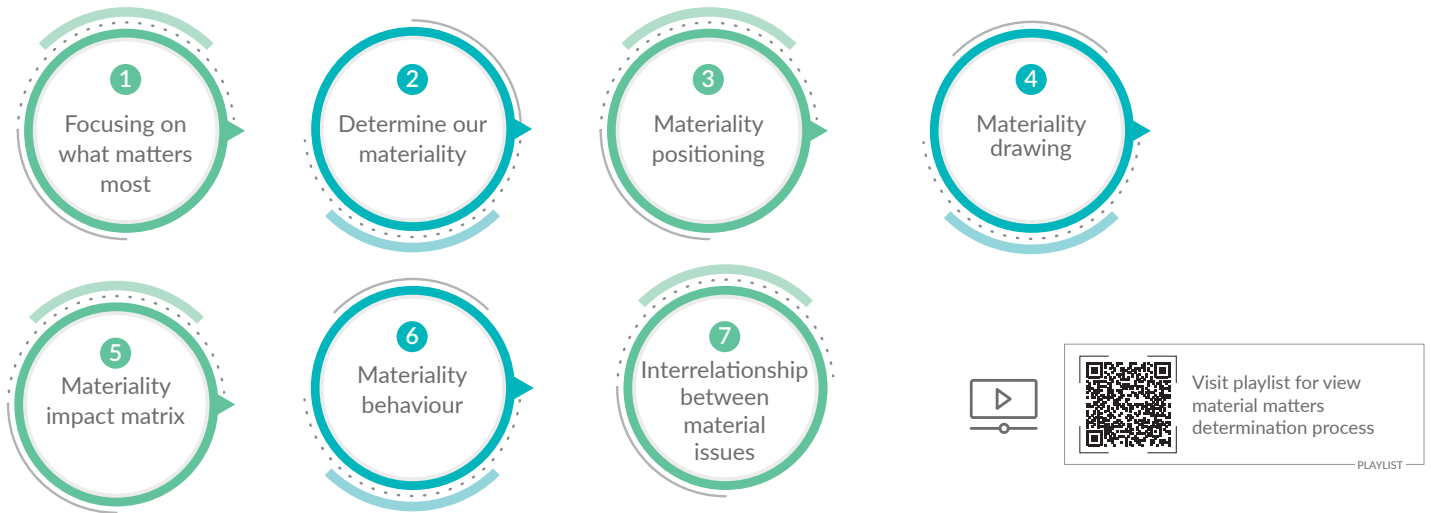 1
Focusing on
what matters
most
2
Determine our
materiality
3
Materiality
positioning
4
Materiality
drawing
5
Materiality
impact matrix
6
Materiality
behaviour
7
Interrelationship
between
material
issues
Visit playlist for view
material matters
determination process
PLAYLIST